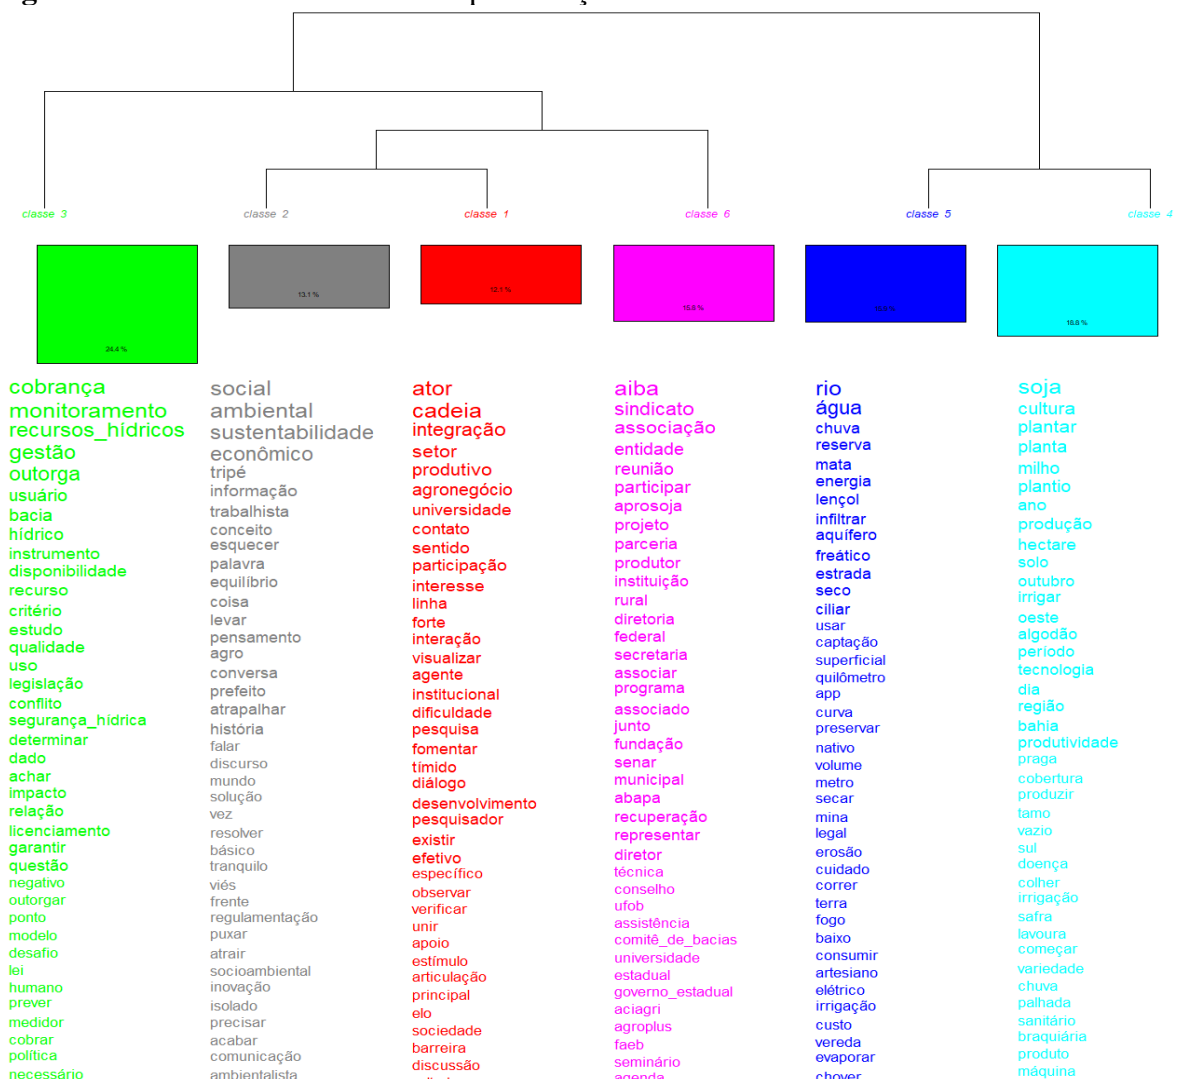 classe 3
classe 2
classe 1
classe 6
classe 5
classe 4
24.4 %
13.1 %
12.1 %
18.8 %
cobrança
monitoramento
recursos_hídricos
gestão
outorga
usuário
bacia
hídrico
instrumento
disponibilidade
recurso
critério
estudo
qualidade
uso
legislação
conflito
segurança_hídrica
determinar
dado
achar
impacto
relação
licenciamento
garantir
questão
negativo
outorgar
ponto
modelo
desafio
lei
humano
prever
medidor
cobrar
política
necessário
social
ambiental
sustentabilidade
econômico
tripé
informação
trabalhista
conceito
esquecer
palavra
equilíbrio
coisa
levar
pensamento
agro
conversa
prefeito
atrapalhar
história
falar
discurso
mundo
solução
vez
resolver
básico
tranquilo
viés
frente
regulamentação
puxar
atrair
socioambiental
inovação
isolado
precisar
acabar
comunicação
ambientalista
ator
cadeia
integração
setor
produtivo
agronegócio
universidade
contato
sentido
participação
interesse
linha
forte
interação
visualizar
agente
institucional
dificuldade
pesquisa
fomentar
tímido
diálogo
desenvolvimento
pesquisador
existir
efetivo
específico
observar
verificar
unir
apoio
estímulo
articulação
principal
elo
sociedade
barreira
discussão
aiba
sindicato
associação
entidade
reunião
participar
aprosoja
projeto
parceria
produtor
instituição
rural
diretoria
federal
secretaria
associar
programa
associado
junto
fundação
senar
municipal
abapa
recuperação
representar
diretor
técnica
conselho
ufob
assistência
comitê_de_bacias
universidade
estadual
governo_estadual
aciagri
agroplus
faeb
seminário
agenda
rio
água
chuva
reserva
mata
energia
lençol
infiltrar
aquífero
freático
estrada
seco
ciliar
usar
captação
superficial
quilômetro
app
curva
preservar
nativo
volume
metro
secar
mina
legal
erosão
cuidado
correr
terra
fogo
baixo
consumir
artesiano
elétrico
irrigação
custo
vereda
evaporar
chover
soja
cultura
plantar
planta
milho
plantio
ano
produção
hectare
solo
outubro
irrigar
oeste
algodão
período
tecnologia
dia
região
bahia
produtividade
praga
cobertura
produzir
tamo
vazio
sul
doença
colher
irrigação
safra
lavoura
começar
variedade
chuva
palhada
sanitário
braquiária
produto
máquina